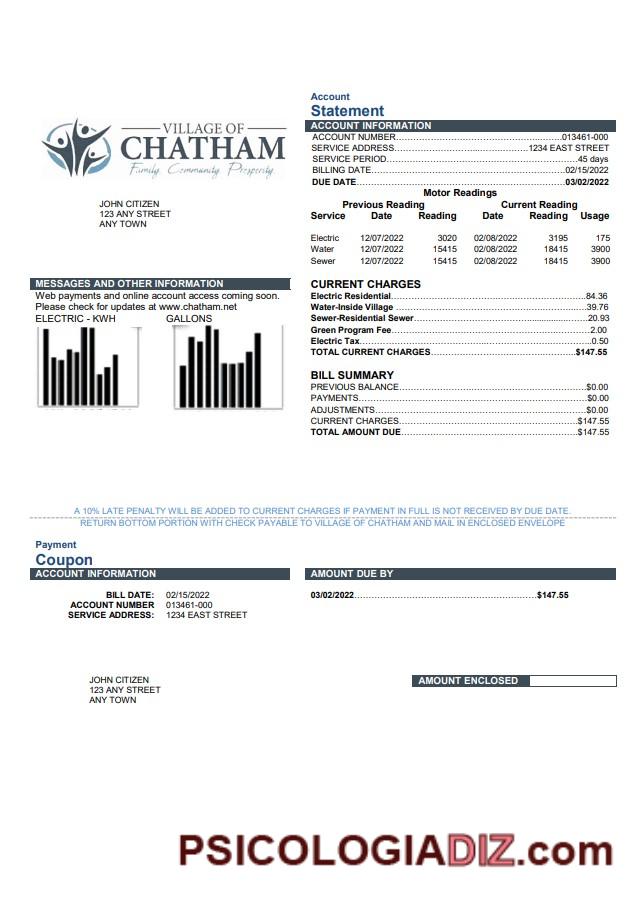 VILLAGE OF
CHATHAM
Family. Community. Prosperity.
JOHN CITIZEN
123 ANY STREET
ANY TOWN
Account
Statement
ACCOUNT INFORMATION
ACCOUNT NUMBER.....013461-000
SERVICE ADDRESS.....1234 EAST STREET
SERVICE PERIOD.....45 days
BILLING DATE.....02/15/2022
DUE DATE.....03/02/2022
Motor Readings
Previous Reading Current Reading
Service Date Reading Date Reading Usage
Electric 12/07/2022 3020 02/08/2022 3195 175
Water 12/07/2022 15415 02/08/2022 18415 3900
Sewer 12/07/2022 15415 02/08/2022 18415 3900
MESSAGES AND OTHER INFORMATION
Web payments and online account access coming soon.
Please check for updates at www.chatham.net
ELECTRIC - KWH GALLONS
CURRENT CHARGES
Electric Residential.....84.36
Water-Inside Village.....39.76
Sewer-Residential Sewer.....20.93
Green Program Fee.....2.00
Electric Tax.....0.50
TOTAL CURRENT CHARGES.....$147.55
BILL SUMMARY
PREVIOUS BALANCE.....$0.00
PAYMENTS.....$0.00
ADJUSTMENTS.....$0.00
CURRENT CHARGES.....$147.55
TOTAL AMOUNT DUE.....$147.55
A 10% LATE PENALTY WILL BE ADDED TO CURRENT CHARGES IF PAYMENT IN FULL IS NOT RECEIVED BY DUE DATE.
RETURN BOTTOM PORTION WITH CHECK PAYABLE TO VILLAGE OF CHATHAM AND MAIL IN ENCLOSED ENVELOPE
Payment
Coupon
ACCOUNT INFORMATION
BILL DATE: 02/15/2022
ACCOUNT NUMBER 013461-000
SERVICE ADDRESS: 1234 EAST STREET
AMOUNT DUE BY
03/02/2022.....$147.55
JOHN CITIZEN
123 ANY STREET
ANY TOWN
AMOUNT ENCLOSED
PSICOLOGIADIZ.com